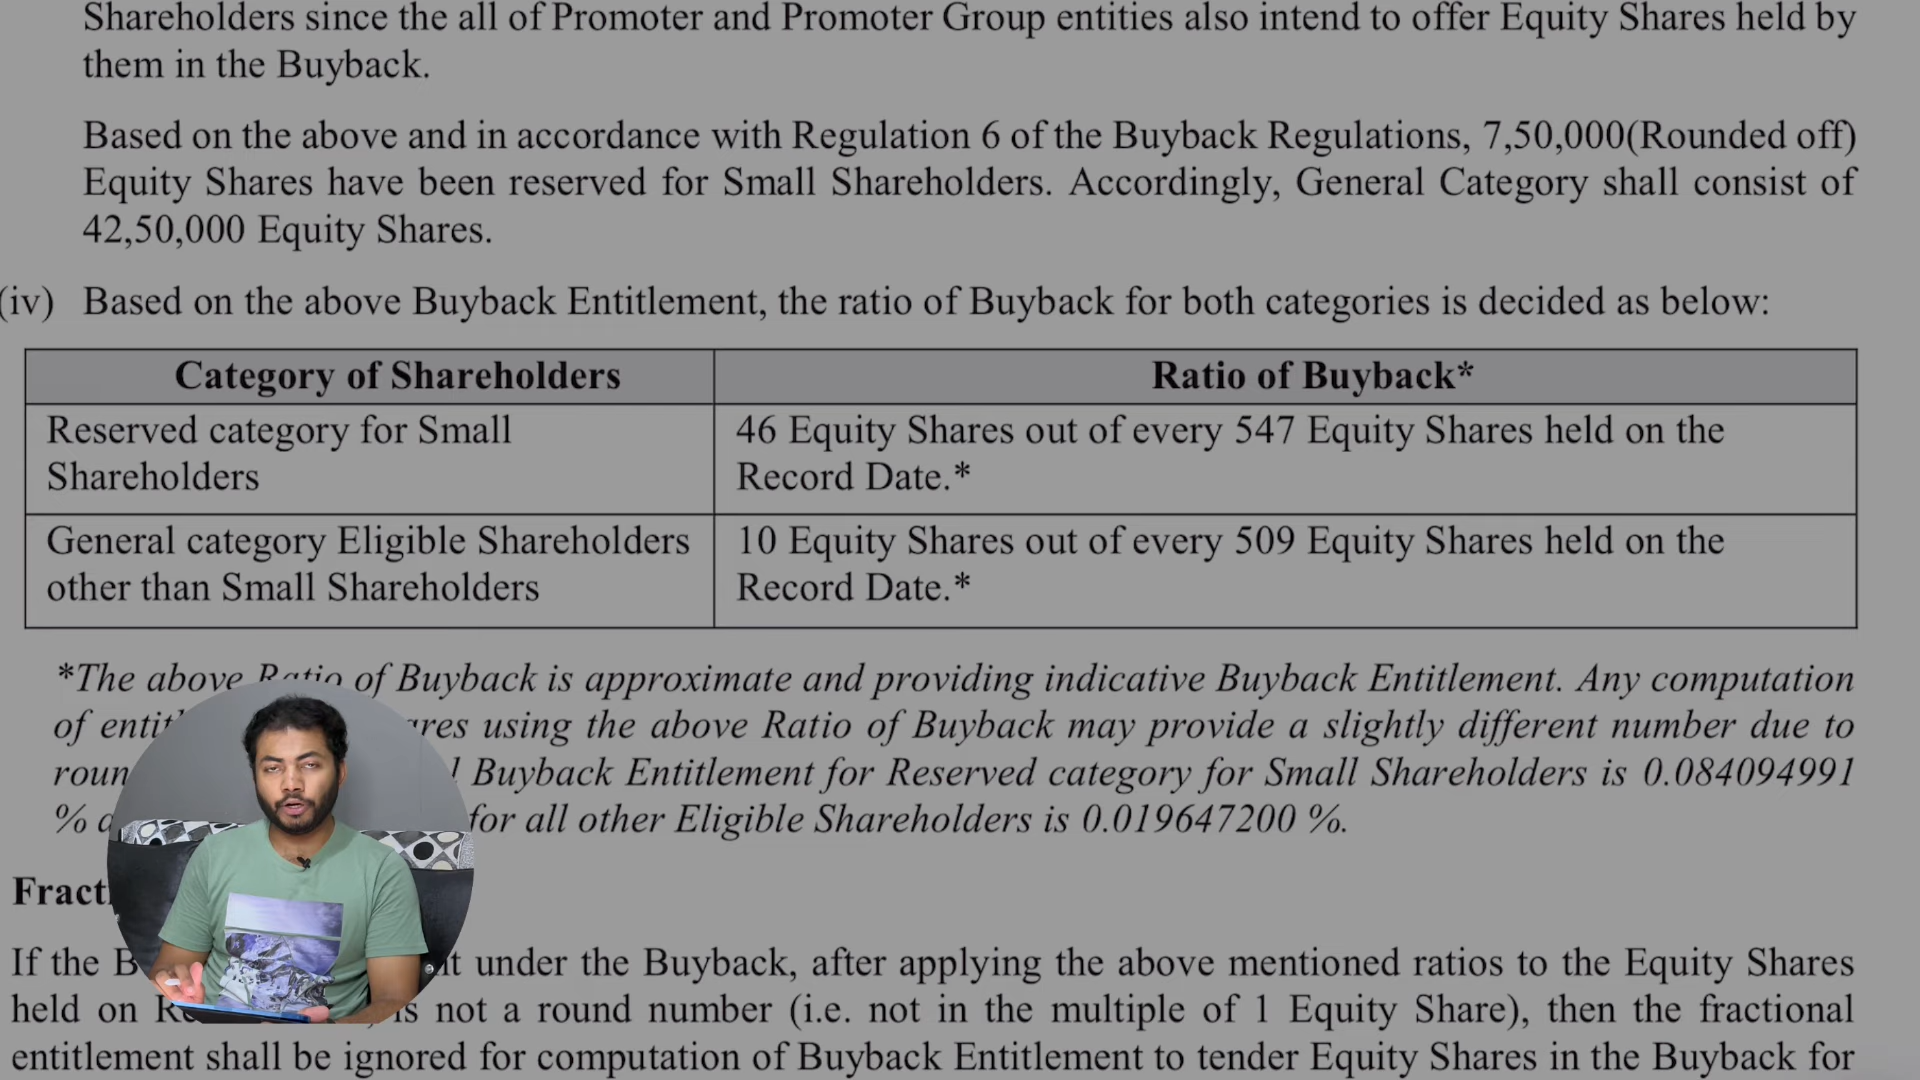 Shareholders since the all of Promoter and Promoter Group entities also intend to offer Equity Shares held by
them in the Buyback.
Based on the above and in accordance with Regulation 6 of the Buyback Regulations, 7,50,000(Rounded off)
Equity Shares have been reserved for Small Shareholders. Accordingly, General Category shall consist of
42,50,000 Equity Shares.
(iv) Based on the above Buyback Entitlement, the ratio of Buyback for both categories is decided as below:
Category of Shareholders
Ratio of Buyback*
Reserved category for Small
Shareholders
46 Equity Shares out of every 547 Equity Shares held on the
Record Date.*
General category Eligible Shareholders
other than Small Shareholders
10 Equity Shares out of every 509 Equity Shares held on the
Record Date.*
*The above Ratio of Buyback is approximate and providing indicative Buyback Entitlement. Any computation
of using the above Ratio of Buyback may provide a slightly different number due to
Buyback Entitlement for Reserved category for Small Shareholders is 0.084094991
% for all other Eligible Shareholders is 0.019647200 %.
If the under the Buyback, after applying the above mentioned ratios to the Equity Shares
held on is not a round number (i.e. not in the multiple of 1 Equity Share), then the fractional
entitlement shall be ignored for computation of Buyback Entitlement to tender Equity Shares in the Buyback for